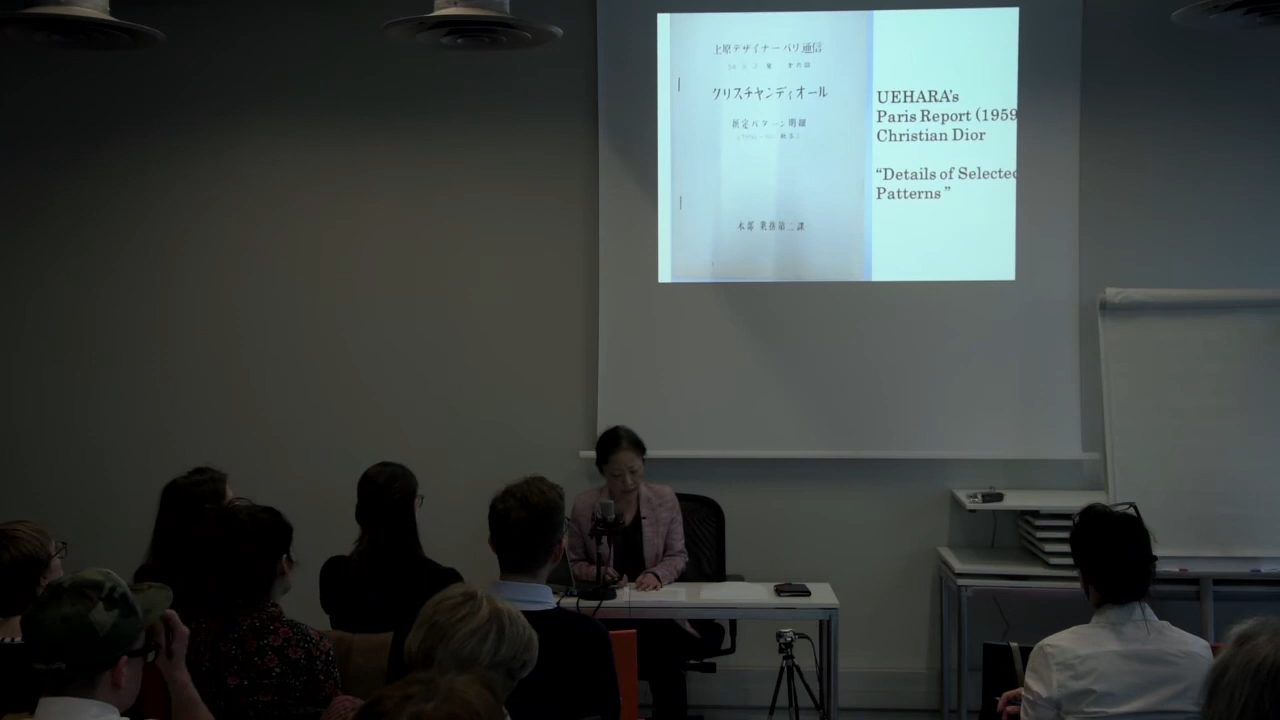 上原デザイナーパリ通信
クリスチャンディオール
選定パターン明細
本部 業務第二課
UEHARA's
Paris Report (1959
Christian Dior
“Details of Selected
Patterns ”